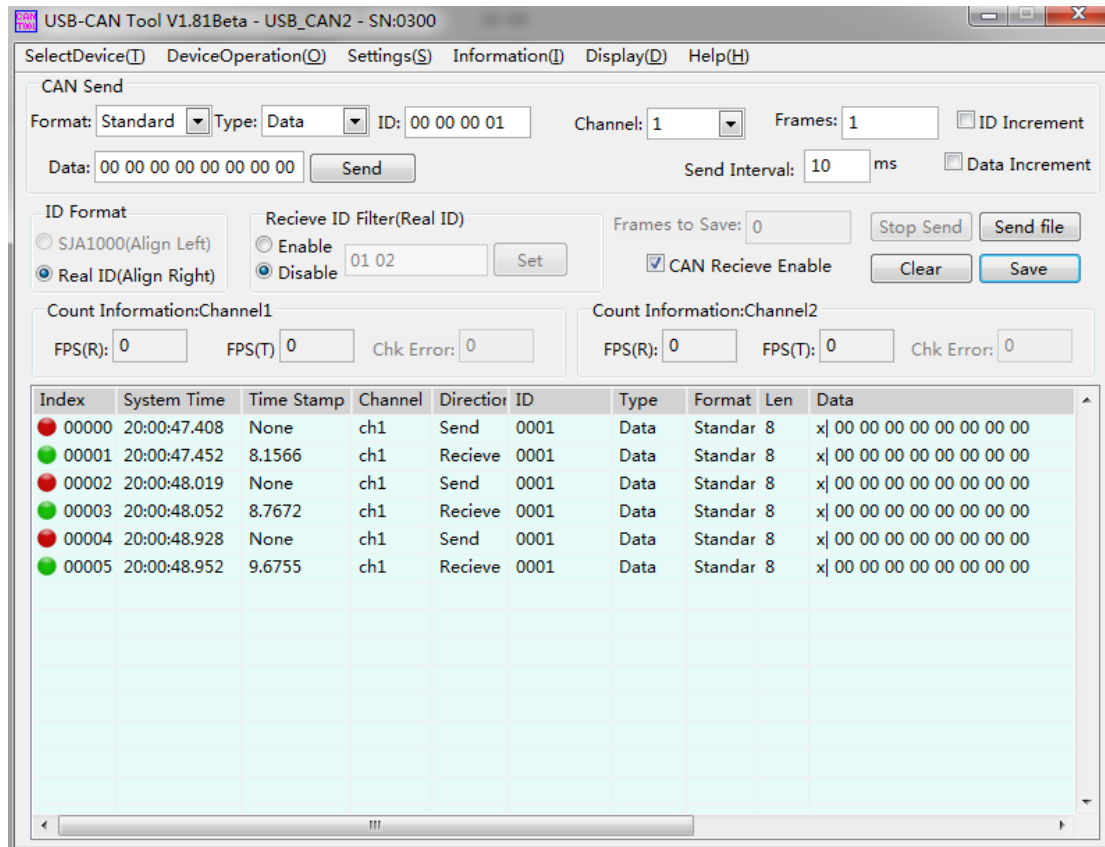 CAN TOOL USB-CAN Tool V1.81Beta - USB_CAN2 - SN:0300
SelectDevice(T) DeviceOperation(O) Settings(S) Information(I) Display(D) Help(H)
CAN Send
Format: Standard Type: Data ID: 00 00 00 01 Channel: 1 Frames: 1 ID Increment
Data: 00 00 00 00 00 00 00 00 Send Send Interval: 10 ms Data Increment
ID Format Recieve ID Filter(Real ID) Frames to Save: 0 Stop Send Send file
SJA1000(Align Left) Enable
Real ID(Align Right) Disable 01 02 Set CAN Recieve Enable Clear Save
Count Information:Channel1 Count Information:Channel2
FPS(R): 0 FPS(T) 0 Chk Error: 0 FPS(R): 0 FPS(T): 0 Chk Error: 0
Index System Time Time Stamp Channel Direction ID Type Format Len Data
00000 20:00:47.408 None ch1 Send 0001 Data Standar 8 x| 00 00 00 00 00 00 00 00
00001 20:00:47.452 8.1566 ch1 Recieve 0001 Data Standar 8 x| 00 00 00 00 00 00 00 00
00002 20:00:48.019 None ch1 Send 0001 Data Standar 8 x| 00 00 00 00 00 00 00 00
00003 20:00:48.052 8.7672 ch1 Recieve 0001 Data Standar 8 x| 00 00 00 00 00 00 00 00
00004 20:00:48.928 None ch1 Send 0001 Data Standar 8 x| 00 00 00 00 00 00 00 00
00005 20:00:48.952 9.6755 ch1 Recieve 0001 Data Standar 8 x| 00 00 00 00 00 00 00 00